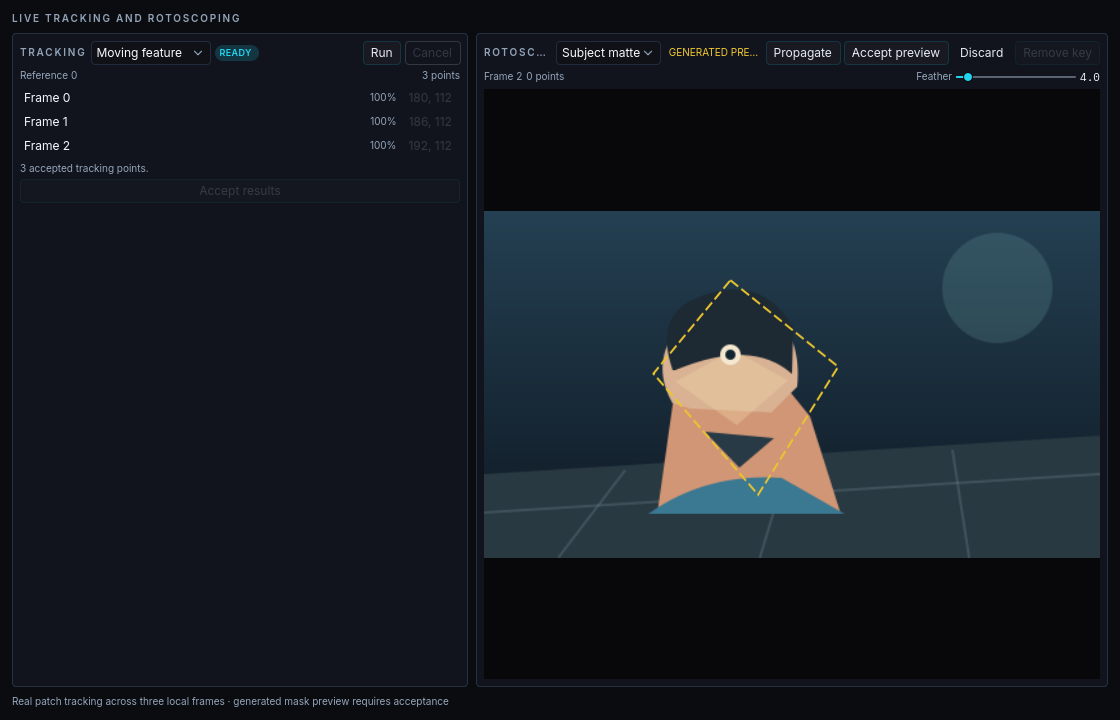 LIVE TRACKING AND ROTOSCOPING
TRACKING Moving feature READY Run Cancel
Reference 0 3 points
Frame 0 100% 180, 112
Frame 1 100% 186, 112
Frame 2 100% 192, 112
3 accepted tracking points.
Accept results
ROTOSC... Subject matte GENERATED PRE... Propagate Accept preview Discard Remove key
Frame 2 0 points Feather 4.0
Real patch tracking across three local frames · generated mask preview requires acceptance